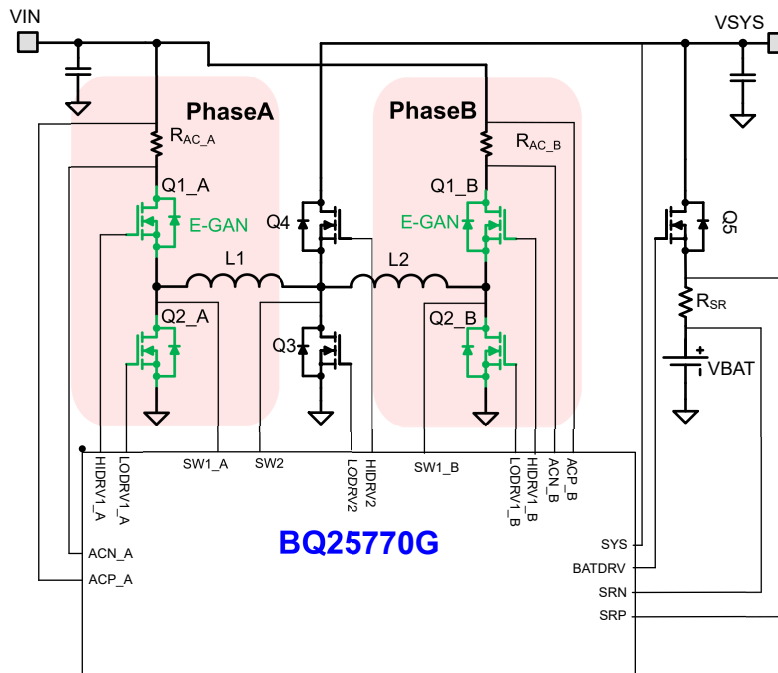 VIN
VSYS
PhaseA
PhaseB
RAC_A
RAC_B
Q1_A
Q1_B
E-GAN
Q4
E-GAN
Q5
L1
L2
RSR
Q2_A
Q3
Q2_B
+
-
VBAT
HIDRV1_A
LODRV1_A
SW1_A
SW2
LODRV2
HIDRV2
SW1_B
LODRV1_B
HIDRV1_B
ACN_B
ACP_B
BQ25770G
ACN_A
ACP_A
SYS
BATDRV
SRN
SRP